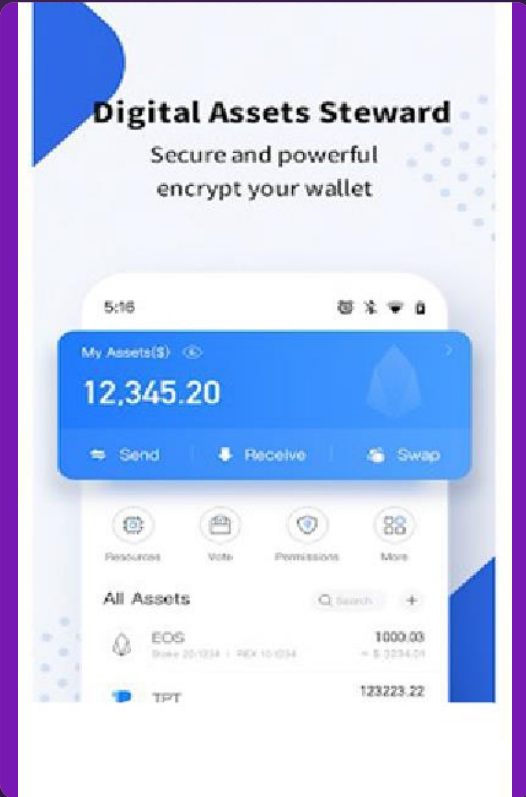 Digital Assets Steward
Secure and powerful
encrypt your wallet
5:16
My Assets($)
12,345.20
Send
Receive
Swap
Resources
Vote
Permissions
More
All Assets
Search
+
EOS
1000.03
TPT
123223.22